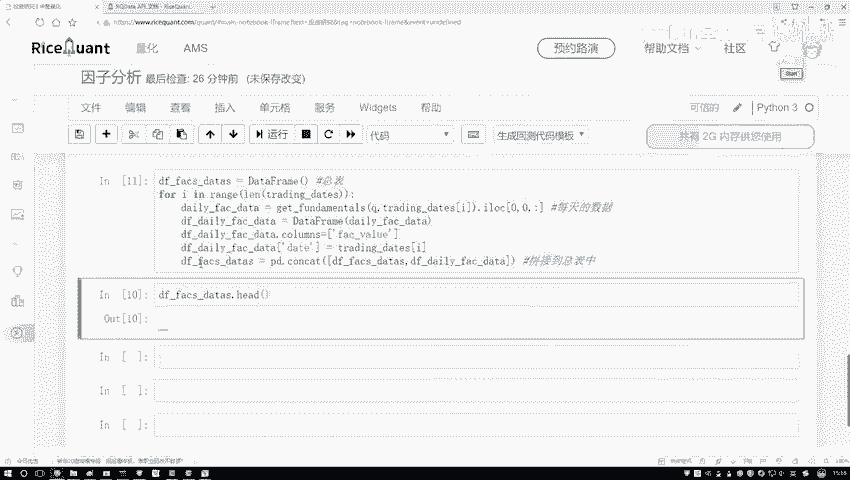 RiceQuant
量化
AMS
预约路演
帮助文档
社区
因子分析 最后检查: 26 分钟前 (未保存改变)
Start
文件 编辑 查看 插入 单元格 服务 Widgets 帮助
可信的
Python 3
运行
代码
生成回测代码模板
共有 2G 内存供您使用
In [11]:
df_facs_datas = DataFrame() #总表
for i in range(len(trading_dates)):
daily_fac_data = get_fundamentals(q,trading_dates[i]).iloc[0,0,:] #每天的数据
df_daily_fac_data = DataFrame(daily_fac_data)
df_daily_fac_data.columns=['fac_value']
df_daily_fac_data['date'] = trading_dates[i]
df_facs_datas = pd.concat([df_facs_datas,df_daily_fac_data]) #拼接到总表中
In [10]:
df_facs_datas.head()
Out[10]:
In [ ]:
In [ ]:
In [ ]: